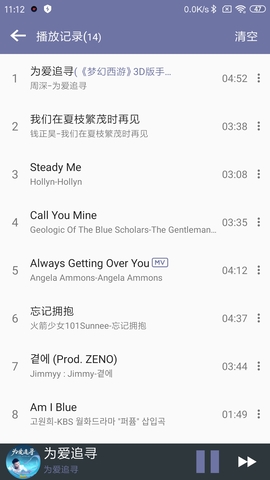 11:12 0.0K/s 47
播放记录(14) 清空
1 为爱追寻(《梦幻西游》3D版手... 04:52
周深-为爱追寻
2 我们在夏枝繁茂时再见 03:38
钱正昊-我们在夏枝繁茂时再见
3 Steady Me 03:08
Hollyn-Hollyn
4 Call You Mine 03:35
Geologic Of The Blue Scholars-The Gentleman...
5 Always Getting Over You MV 04:12
Angela Ammons-Angela Ammons
6 忘记拥抱 04:37
火箭少女101Sunnee-忘记拥抱
7 곁에 (Prod. ZENO) 03:44
Jimmyy : Jimmy-곁에
8 Am I Blue 01:49
고원희-KBS 월화드라마 "퍼퓸" 삽입곡
为爱追寻
为爱追寻
为爱追寻